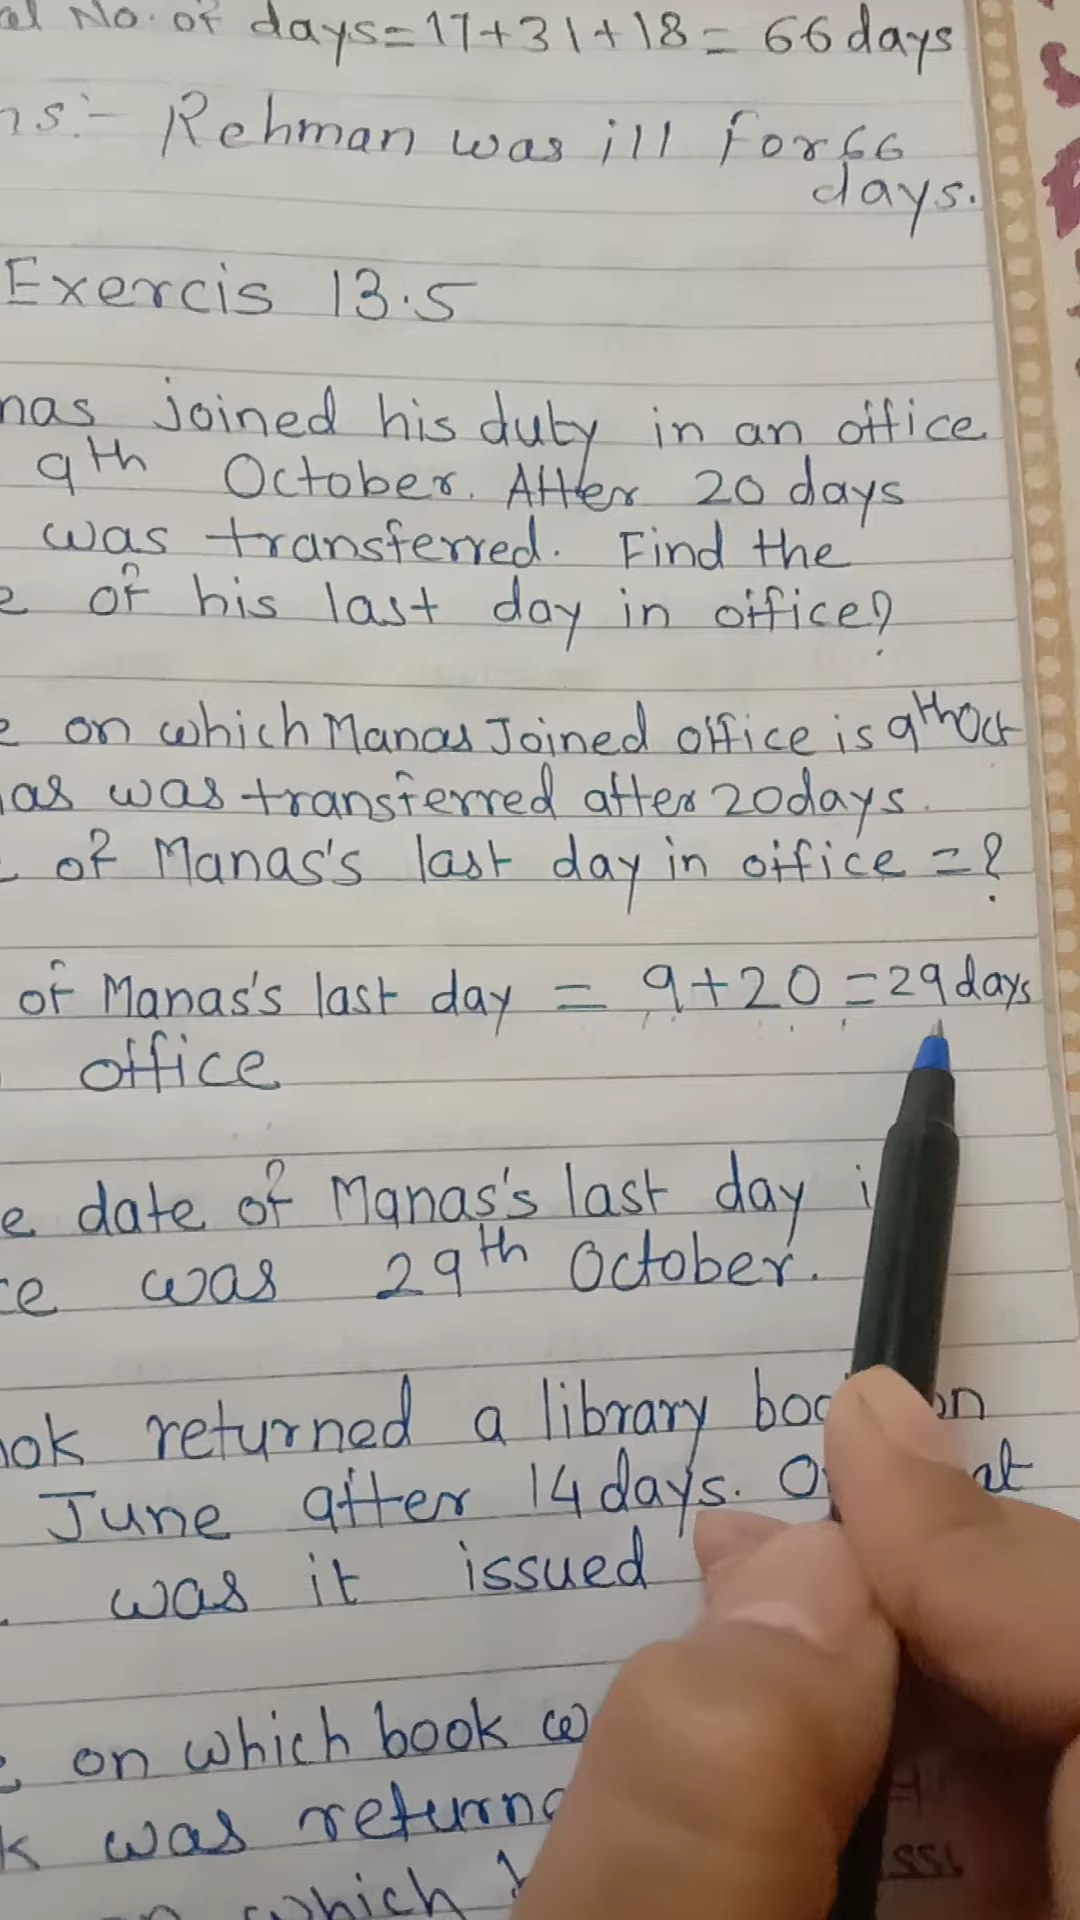 No. of days = 17+31+18 = 66 days
Rehman was ill for 66
days.
Exercis 13.5
joined his duty in an office
9th October. After 20 days
was transferred. Find the
of his last day in office?
on which Manas Joined office is 9th Oct
was transferred after 20 days.
of Manas's last day in office = ?
of Manas's last day = 9+20 = 29 days
office
date of Manas's last day
was 29th October.
returned a library
June after 14 days.
was it issued
on which book
was
which